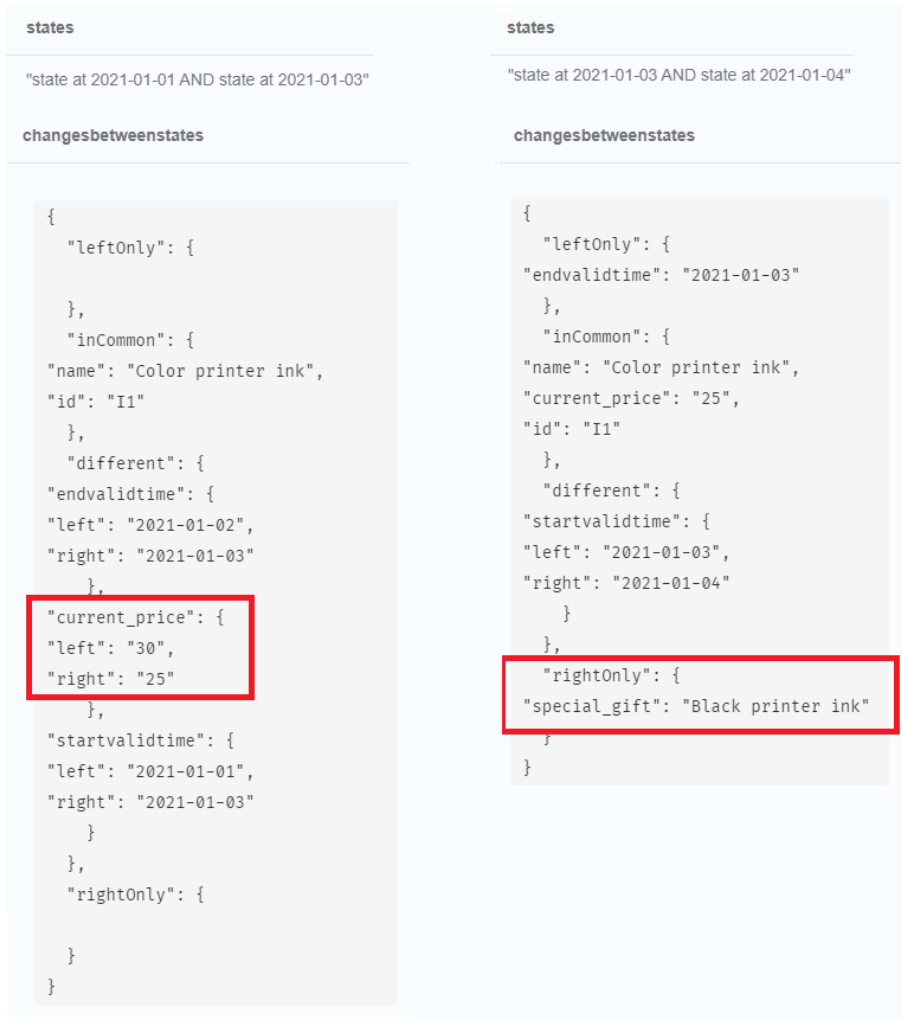 states
"state at 2021-01-01 AND state at 2021-01-03"
changesbetweenstates
{
"leftOnly": {
},
"inCommon": {
"name": "Color printer ink",
"id": "I1"
},
"different": {
"endvalidtime": {
"left": "2021-01-02",
"right": "2021-01-03"
},
"current_price": {
"left": "30",
"right": "25"
},
"startvalidtime": {
"left": "2021-01-01",
"right": "2021-01-03"
}
},
"rightOnly": {
}
}
states
"state at 2021-01-03 AND state at 2021-01-04"
changesbetweenstates
{
"leftOnly": {
"endvalidtime": "2021-01-03"
},
"inCommon": {
"name": "Color printer ink",
"current_price": "25",
"id": "I1"
},
"different": {
"startvalidtime": {
"left": "2021-01-03",
"right": "2021-01-04"
}
},
"rightOnly": {
"special_gift": "Black printer ink"
}
}